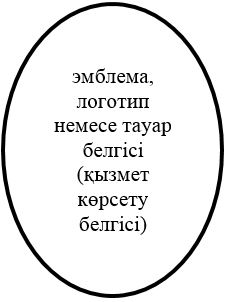 эмблема,
логотип
немесе тауар
белгісі
(қызмет
көрсету
белгісі)